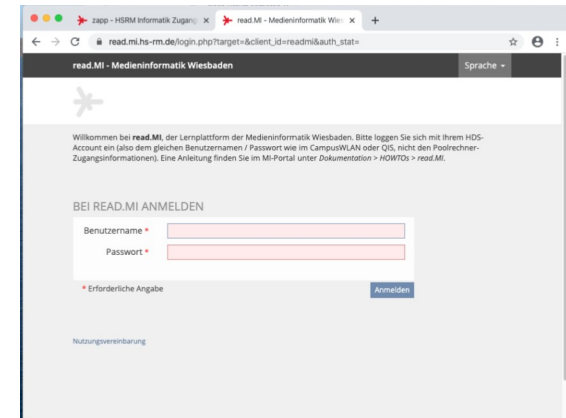 zapp - HSRM Informatik Zugang
read.MI - Medieninformatik Wies
read.mi.hs-rm.de/login.php?target=&client_id=readmi&auth_stat=
read.MI - Medieninformatik Wiesbaden
Sprache
Willkommen bei read.MI, der Lernplattform der Medieninformatik Wiesbaden. Bitte loggen Sie sich mit Ihrem HDS-
Account ein (also dem gleichen Benutzernamen / Passwort wie im CampusWLAN oder QIS, nicht den Poolrechner-
Zugangsinformationen). Eine Anleitung finden Sie im MI-Portal unter Dokumentation > HOWTOs > read.MI.
BEI READ.MI ANMELDEN
Benutzername *
Passwort *
* Erforderliche Angabe
Anmelden
Nutzungsvereinbarung